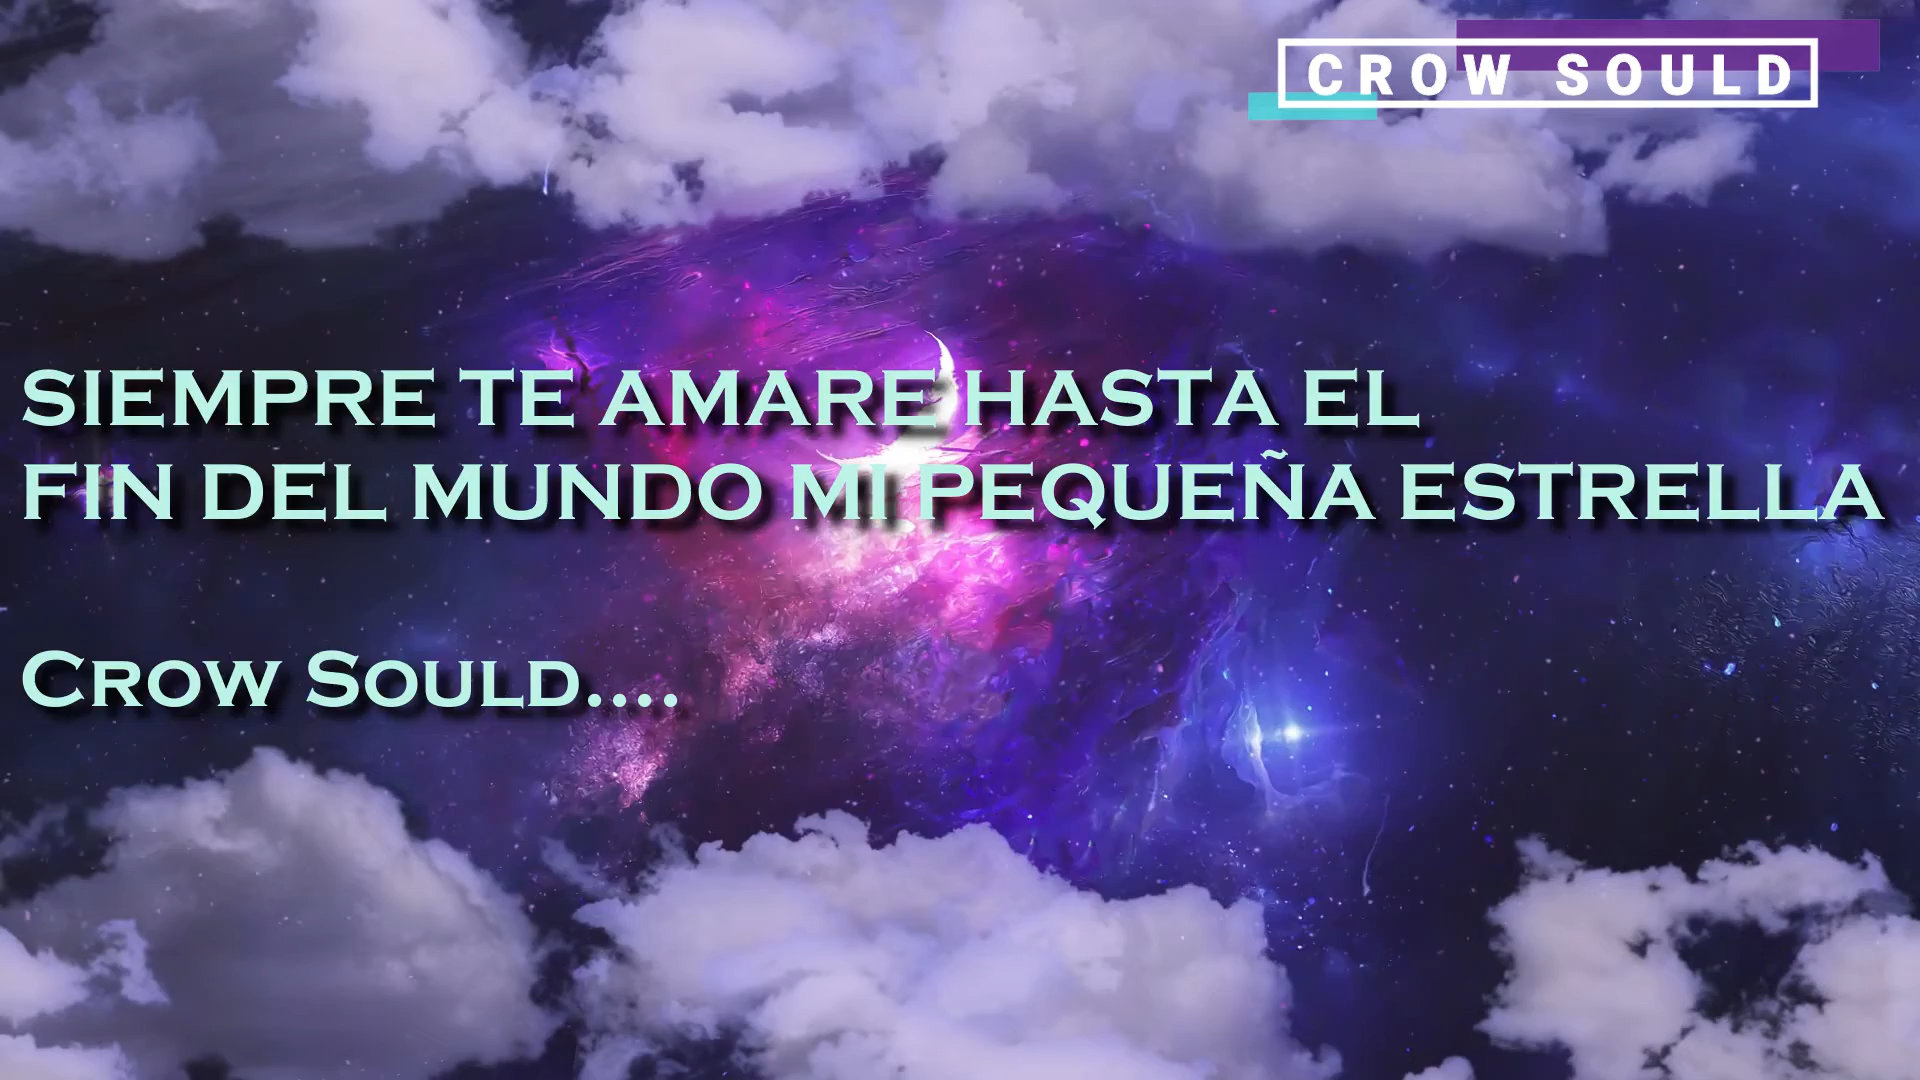 CROW SOULD
SIEMPRE TE AMARE HASTA EL
FIN DEL MUNDO MI PEQUEÑA ESTRELLA
Crow Sould....